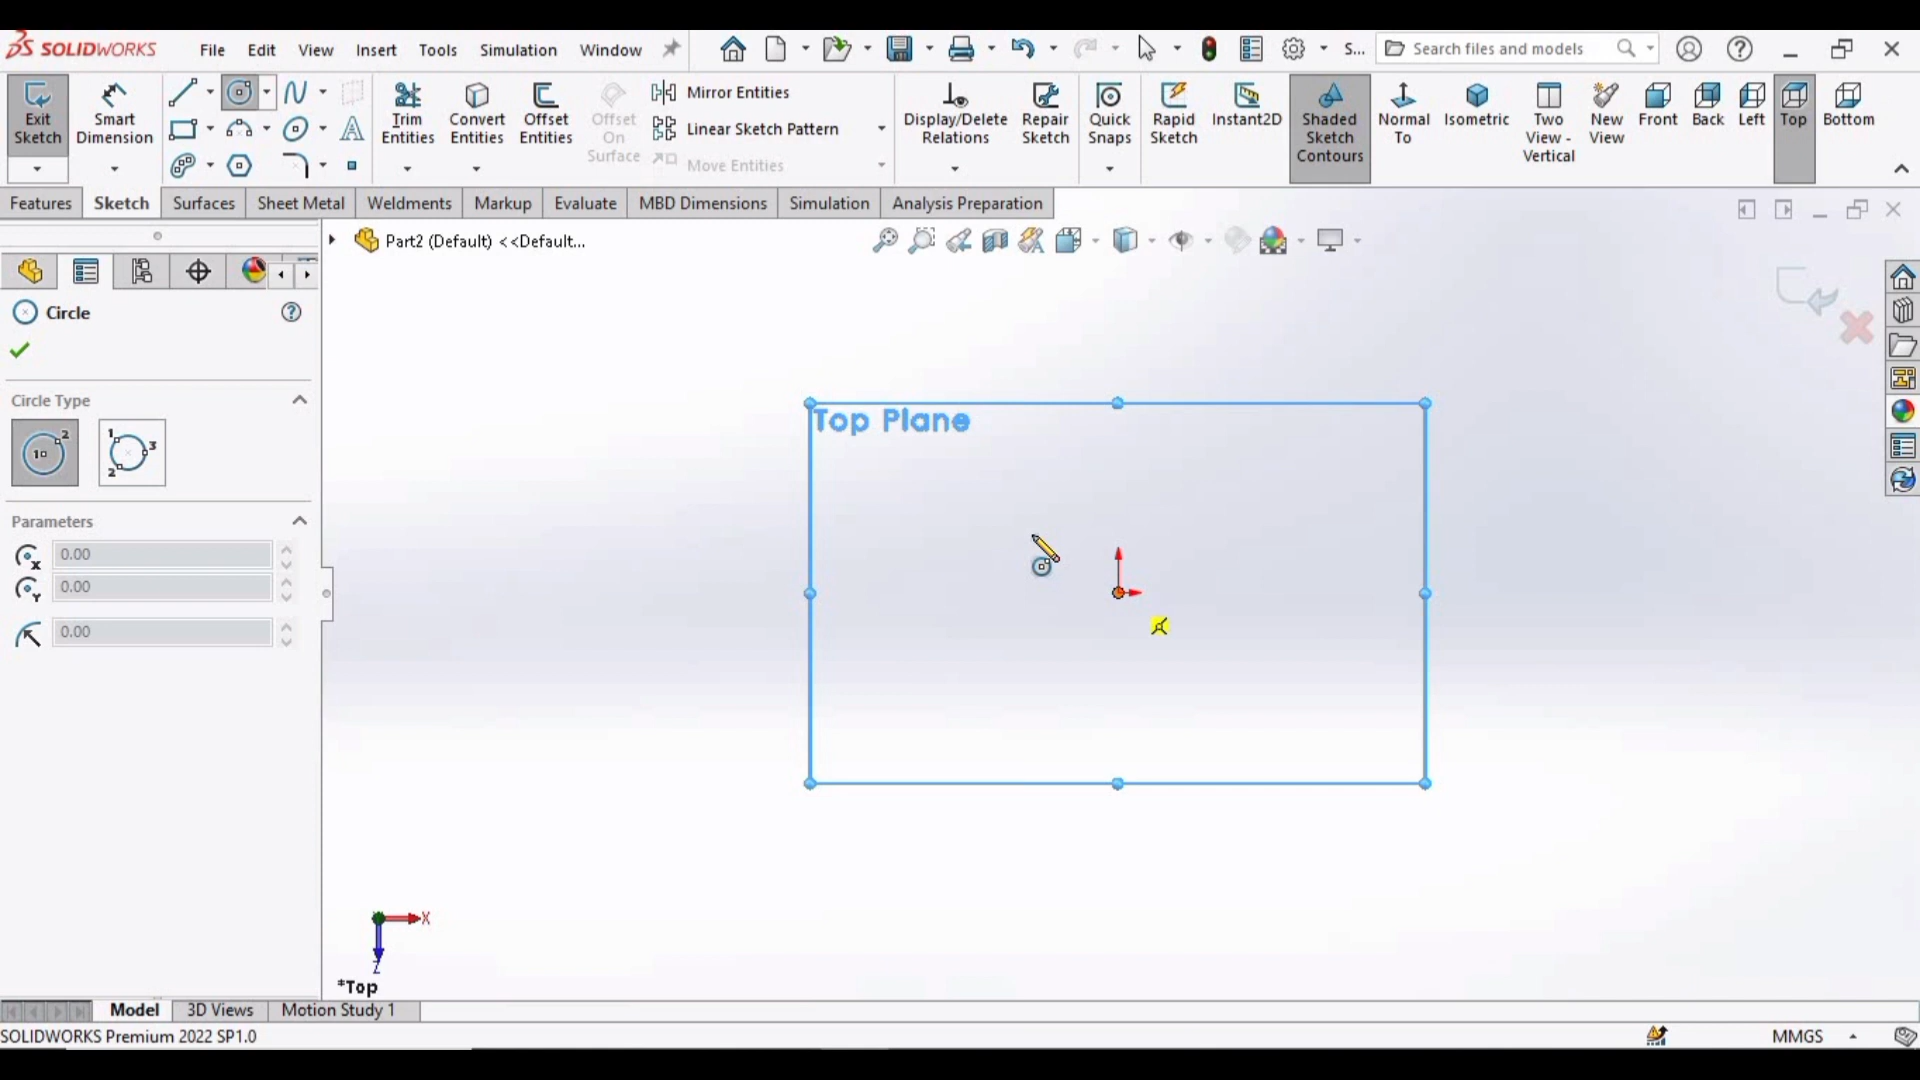 SOLIDWORKS File Edit View Insert Tools Simulation Window S... Search files and models
Exit Sketch
Smart Dimension
Trim Entities
Convert Entities
Offset Entities
Offset On Surface
Mirror Entities
Linear Sketch Pattern
Move Entities
Display/Delete Relations
Repair Sketch
Quick Snaps
Rapid Sketch
Instant2D
Shaded Sketch Contours
Normal To
Isometric
Two View - Vertical
New View
Front
Back
Left
Top
Bottom
Features Sketch Surfaces Sheet Metal Weldments Markup Evaluate MBD Dimensions Simulation Analysis Preparation
Part2 (Default) <<Default...
Circle
Circle Type
1 2
1 2 3
Parameters
X 0.00
Y 0.00
0.00
Top Plane
X
Z
*Top
Model 3D Views Motion Study 1
SOLIDWORKS Premium 2022 SP1.0 MMGS